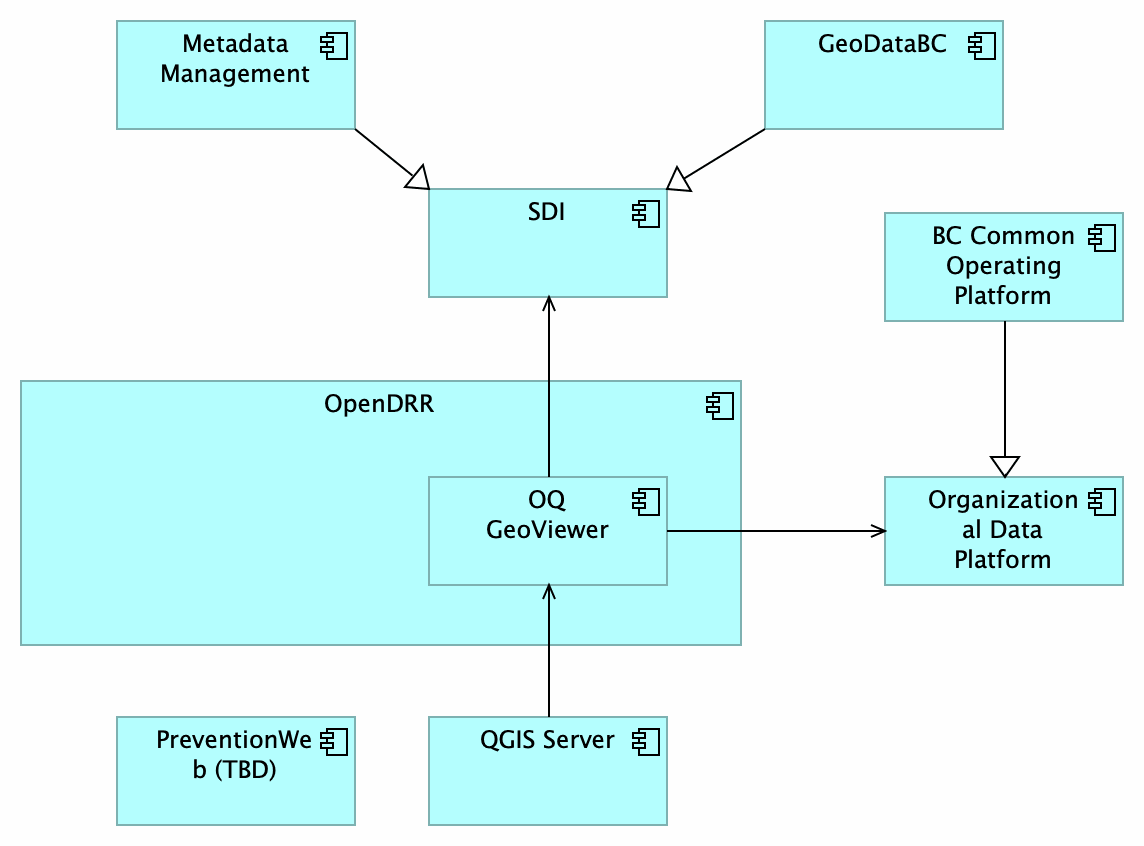 Metadata
Management
GeoDataBC
SDI
BC Common
Operating
Platform
OpenDRR
OQ
GeoViewer
Organization
al Data
Platform
PreventionWe
b (TBD)
QGIS Server